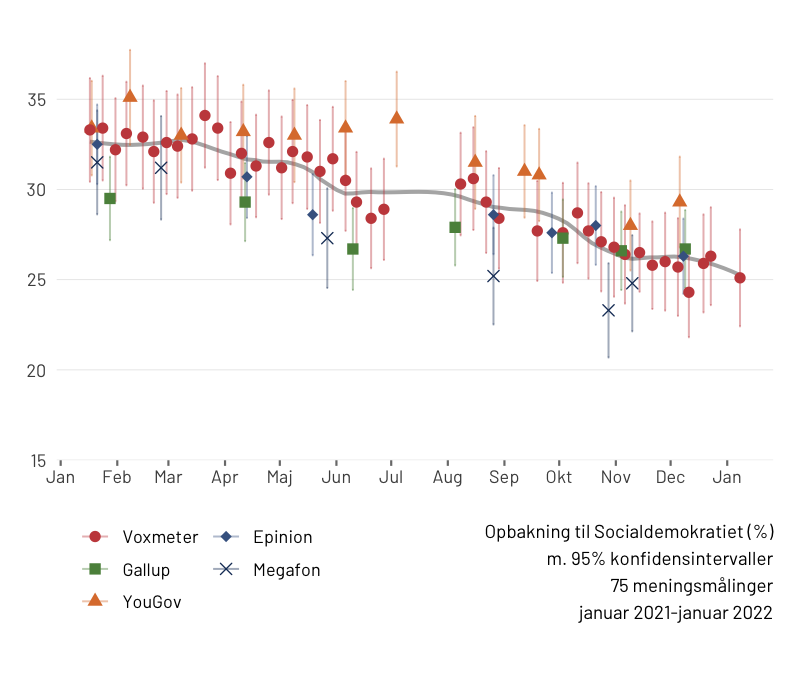 35
30
25
20
15
Jan Feb Mar Apr Maj Jun Jul Aug Sep Okt Nov Dec Jan
Voxmeter Epinion
Gallup Megafon
YouGov
Opbakning til Socialdemokratiet (%)
m. 95% konfidensintervaller
75 meningsmålinger
januar 2021-januar 2022